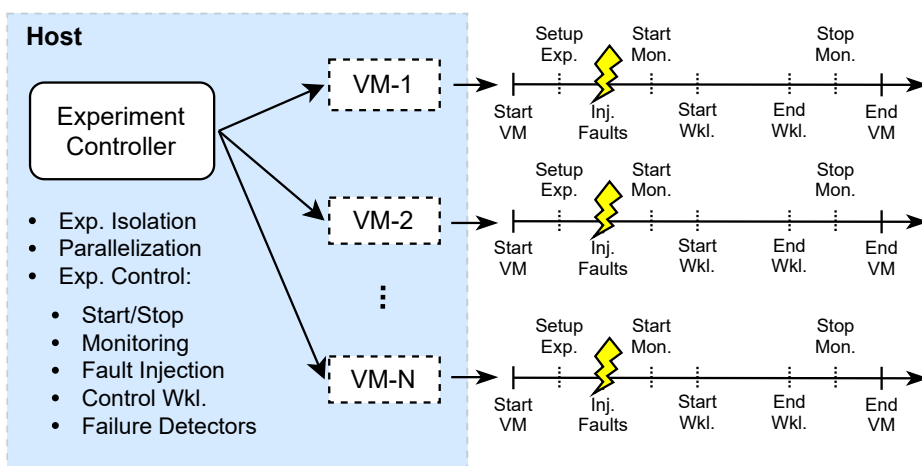 Host
Experiment
Controller
• Exp. Isolation
• Parallelization
• Exp. Control:
• Start/Stop
• Monitoring
• Fault Injection
• Control Wkl.
• Failure Detectors
VM-1
VM-2
⋮
VM-N
Setup
Exp.
Start
Mon.
Stop
Mon.
Start
VM
Inj.
Faults
Start
Wkl.
End
Wkl.
End
VM
Setup
Exp.
Start
Mon.
Stop
Mon.
Start
VM
Inj.
Faults
Start
Wkl.
End
Wkl.
End
VM
Setup
Exp.
Start
Mon.
Stop
Mon.
Start
VM
Inj.
Faults
Start
Wkl.
End
Wkl.
End
VM